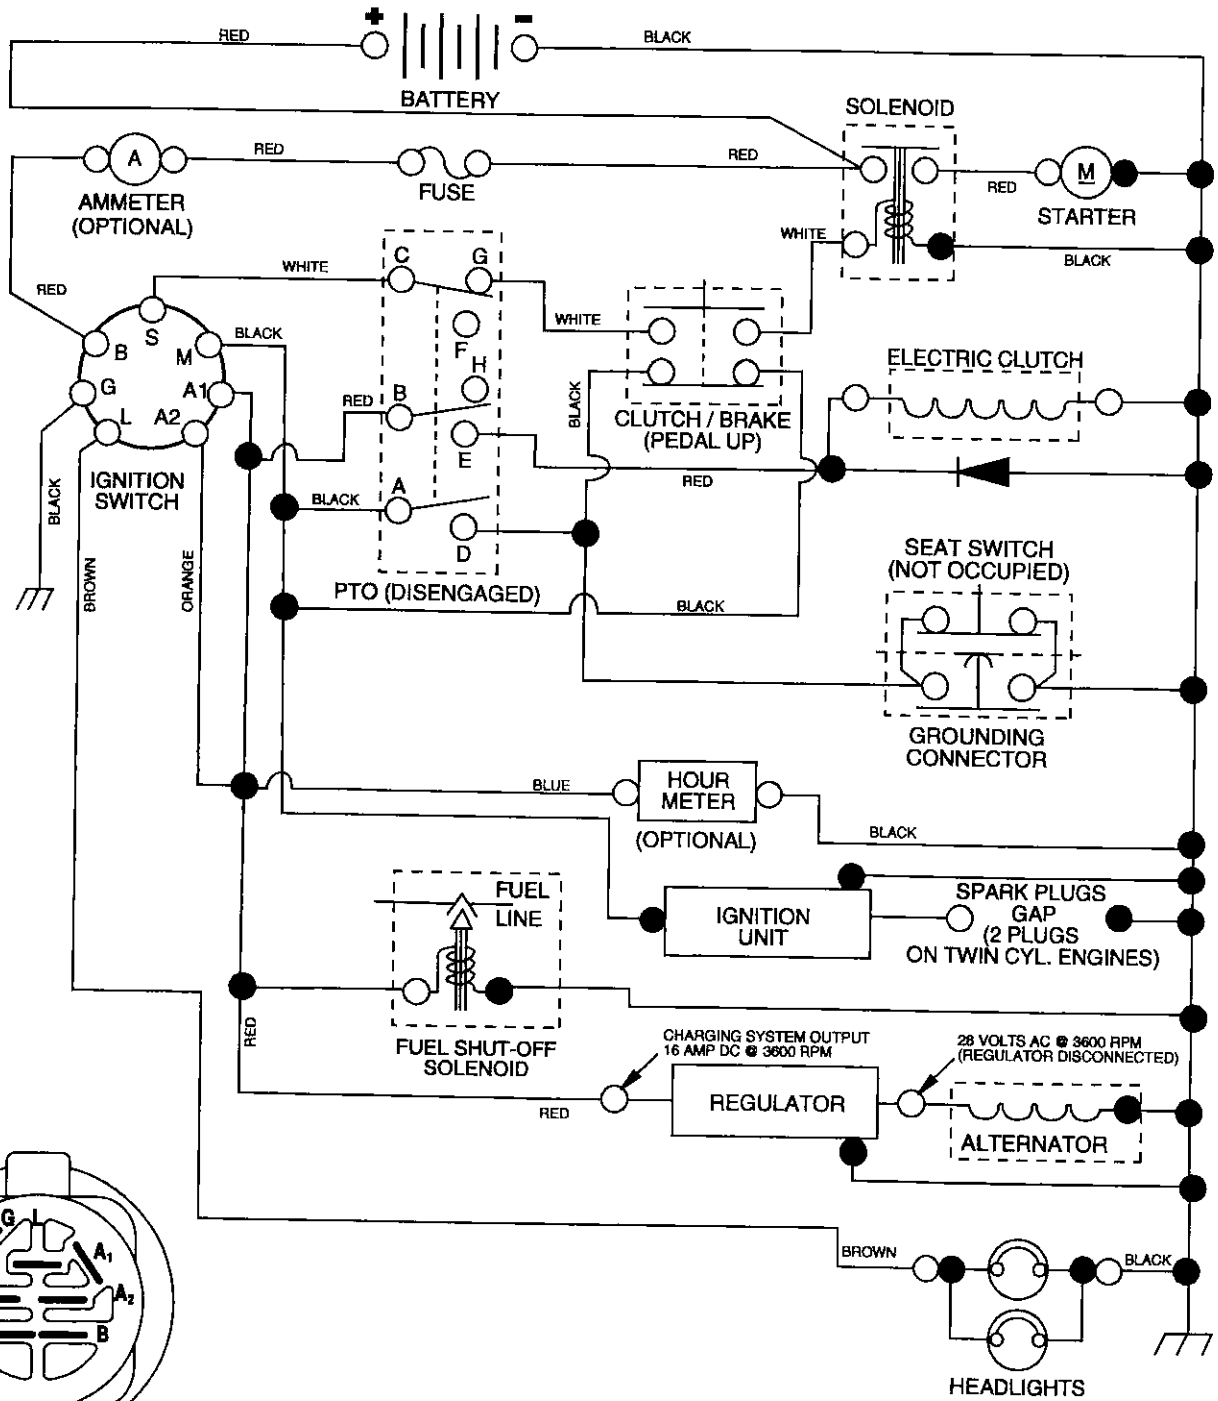 + -
RED
BLACK
BATTERY
SOLENOID
A
RED
RED
M
RED
AMMETER
(OPTIONAL)
FUSE
STARTER
WHITE
BLACK
C G
WHITE
RED
S
BLACK
WHITE
B
M
F
H
ELECTRIC CLUTCH
G
A1
B
RED
BLACK
CLUTCH / BRAKE
(PEDAL UP)
L
A2
E
RED
IGNITION
SWITCH
A
BLACK
BLACK
D
BROWN
ORANGE
SEAT SWITCH
(NOT OCCUPIED)
PTO (DISENGAGED)
BLACK
GROUNDING
CONNECTOR
BLUE
HOUR
METER
(OPTIONAL)
BLACK
FUEL
LINE
IGNITION
UNIT
SPARK PLUGS
GAP
(2 PLUGS
ON TWIN CYL. ENGINES)
RED
FUEL SHUT-OFF
SOLENOID
CHARGING SYSTEM OUTPUT
16 AMP DC @ 3600 RPM
28 VOLTS AC @ 3600 RPM
(REGULATOR DISCONNECTED)
RED
REGULATOR
ALTERNATOR
G L
A1
A2
B
BROWN
BLACK
HEADLIGHTS